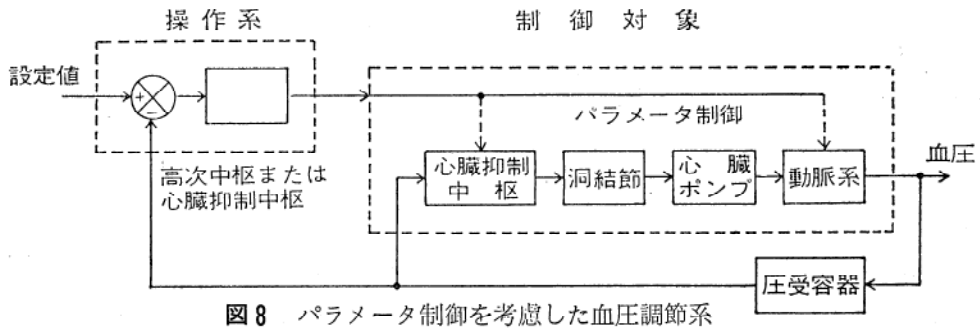 操作系
制御対象
設定値
+
−
パラメータ制御
血圧
心臓抑制
中枢
洞結節
心臓
ポンプ
動脈系
高次中枢または
心臓抑制中枢
圧受容器
図8 パラメータ制御を考慮した血圧調節系